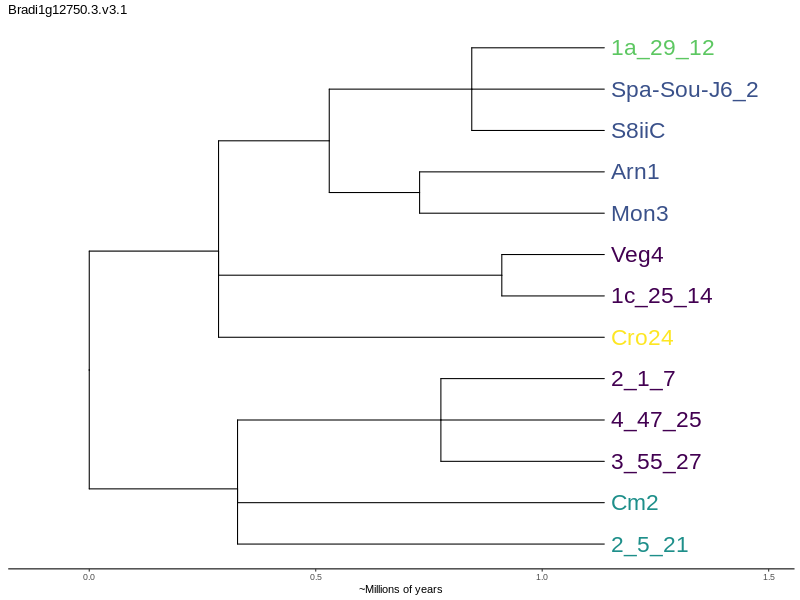 Bradi1g12750.3.v3.1
1a_29_12
Spa-Sou-J6_2
S8iiC
Arn1
Mon3
Veg4
1c_25_14
Cro24
2_1_7
4_47_25
3_55_27
Cm2
2_5_21
0.0 0.5 1.0 1.5
~Millions of years